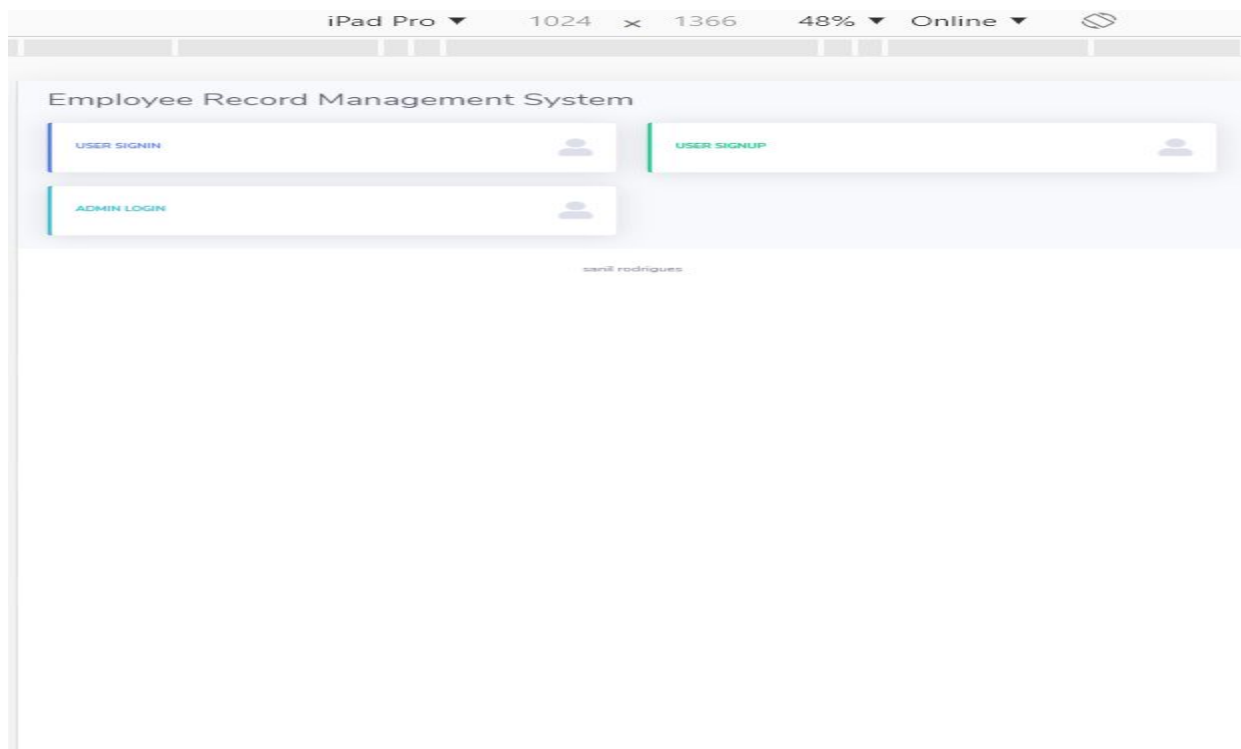 iPad Pro ▼ 1024 × 1366 48% ▼ Online ▼
Employee Record Management System
USER SIGNIN
USER SIGNUP
ADMIN LOGIN
sanil rodrigues